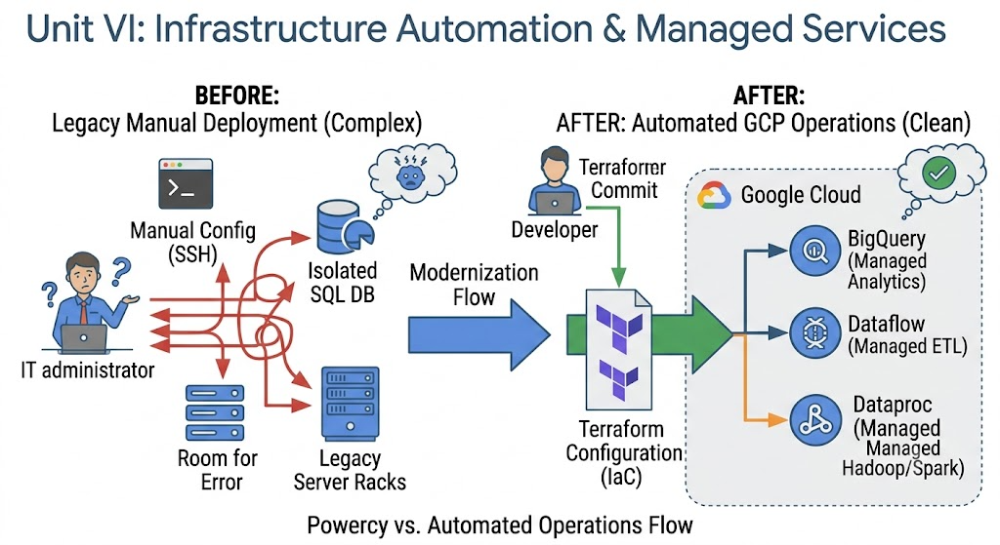 Unit VI: Infrastructure Automation & Managed Services
BEFORE:
Legacy Manual Deployment (Complex)
Manual Config
(SSH)
Isolated
SQL DB
IT administrator
Room for
Error
Legacy
Server Racks
Modernization
Flow
AFTER:
AFTER: Automated GCP Operations (Clean)
Terraformer
Commit
Developer
Terraform
Configuration
(IaC)
Google Cloud
BigQuery
(Managed
Analytics)
Dataflow
(Managed ETL)
Dataproc
(Managed
Managed
Hadoop/Spark)
Powercy vs. Automated Operations Flow